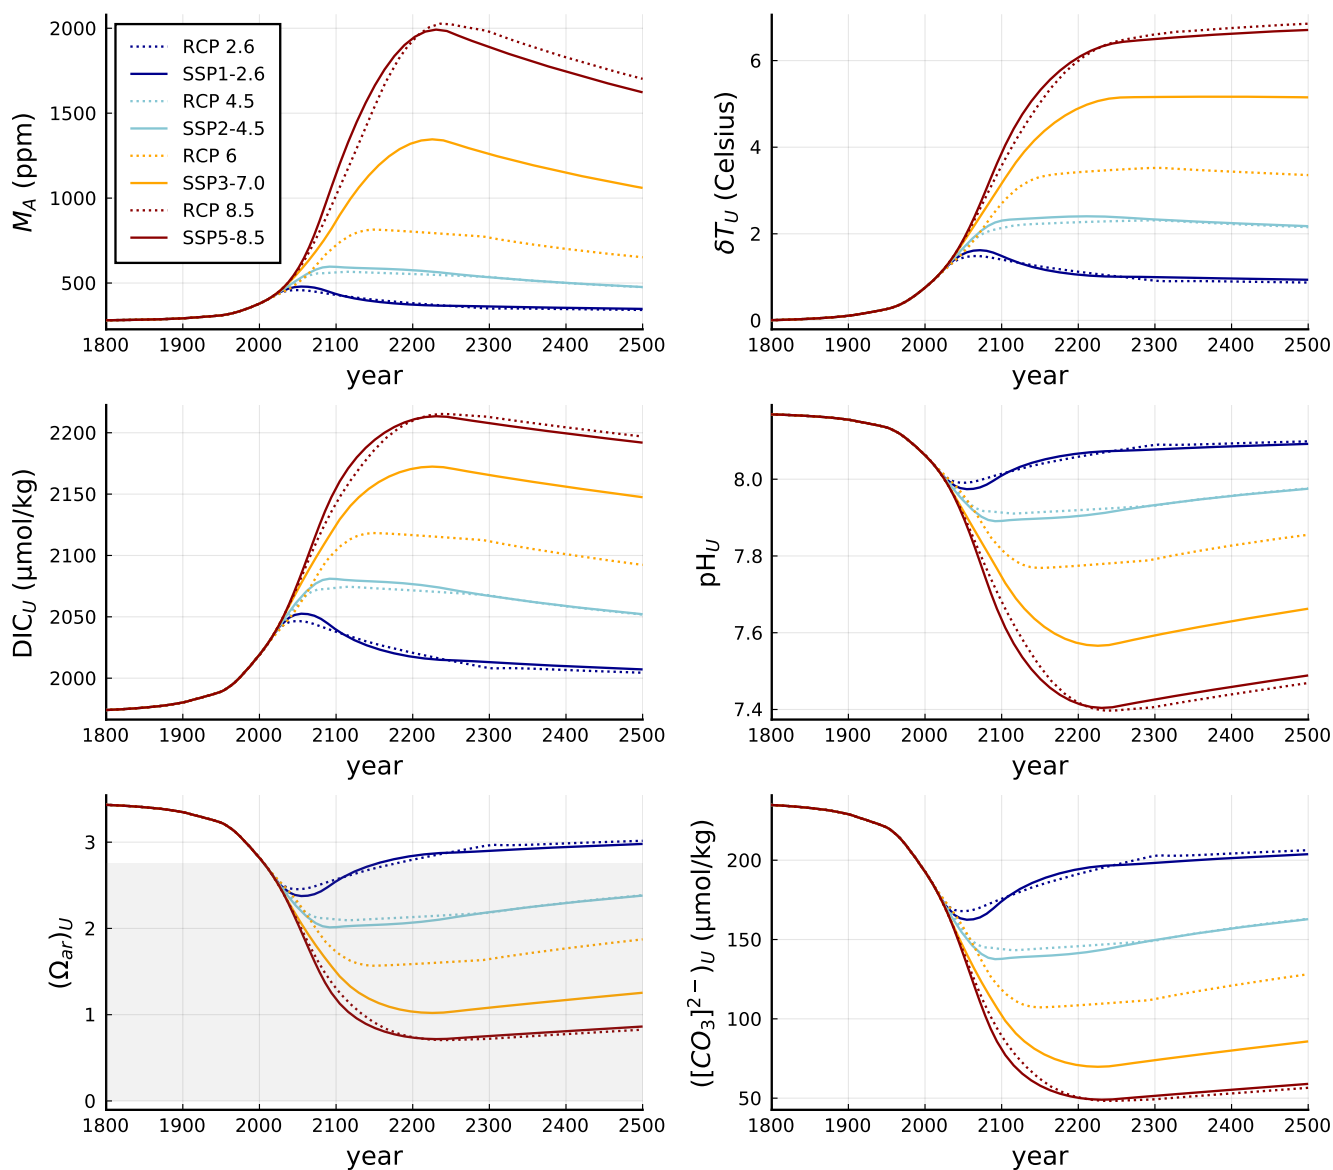 2000
1500
1000
500
M_A (ppm)
RCP 2.6
SSP1-2.6
RCP 4.5
SSP2-4.5
RCP 6
SSP3-7.0
RCP 8.5
SSP5-8.5
1800 1900 2000 2100 2200 2300 2400 2500
year
6
4
2
0
δT_U (Celsius)
1800 1900 2000 2100 2200 2300 2400 2500
year
2200
2150
2100
2050
2000
DIC_U (μmol/kg)
1800 1900 2000 2100 2200 2300 2400 2500
year
8.0
7.8
7.6
7.4
pH_U
1800 1900 2000 2100 2200 2300 2400 2500
year
3
2
1
0
(Ω_ar)_U
1800 1900 2000 2100 2200 2300 2400 2500
year
200
150
100
50
([CO_3]^{2−})_U (μmol/kg)
1800 1900 2000 2100 2200 2300 2400 2500
year